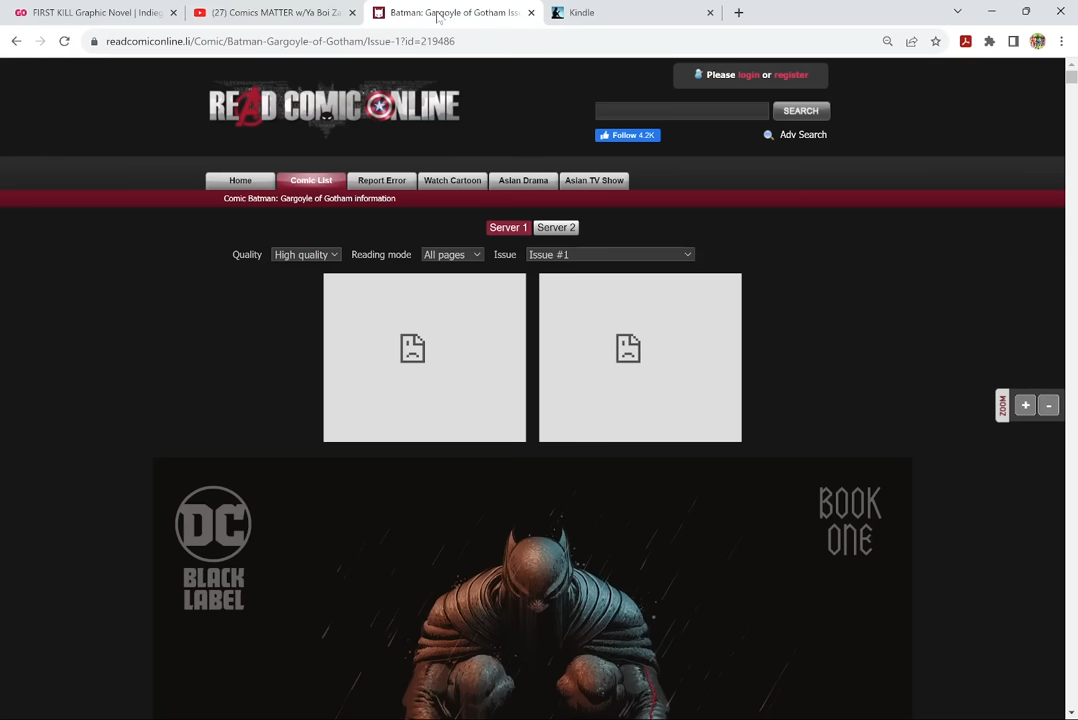 FIRST KILL Graphic Novel | Indieg
(27) Comics MATTER w/Ya Boi Za
Batman: Gargoyle of Gotham Iss
Kindle
readcomiconline.li/Comic/Batman-Gargoyle-of-Gotham/Issue-1?id=219486
Please login or register
READ COMIC ONLINE
SEARCH
Follow 4.2K
Adv Search
Home
Comic List
Report Error
Watch Cartoon
Asian Drama
Asian TV Show
Comic Batman: Gargoyle of Gotham information
Server 1
Server 2
Quality
High quality
Reading mode
All pages
Issue
Issue #1
ZOOM
+
-
DC
BLACK
LABEL
BOOK
ONE